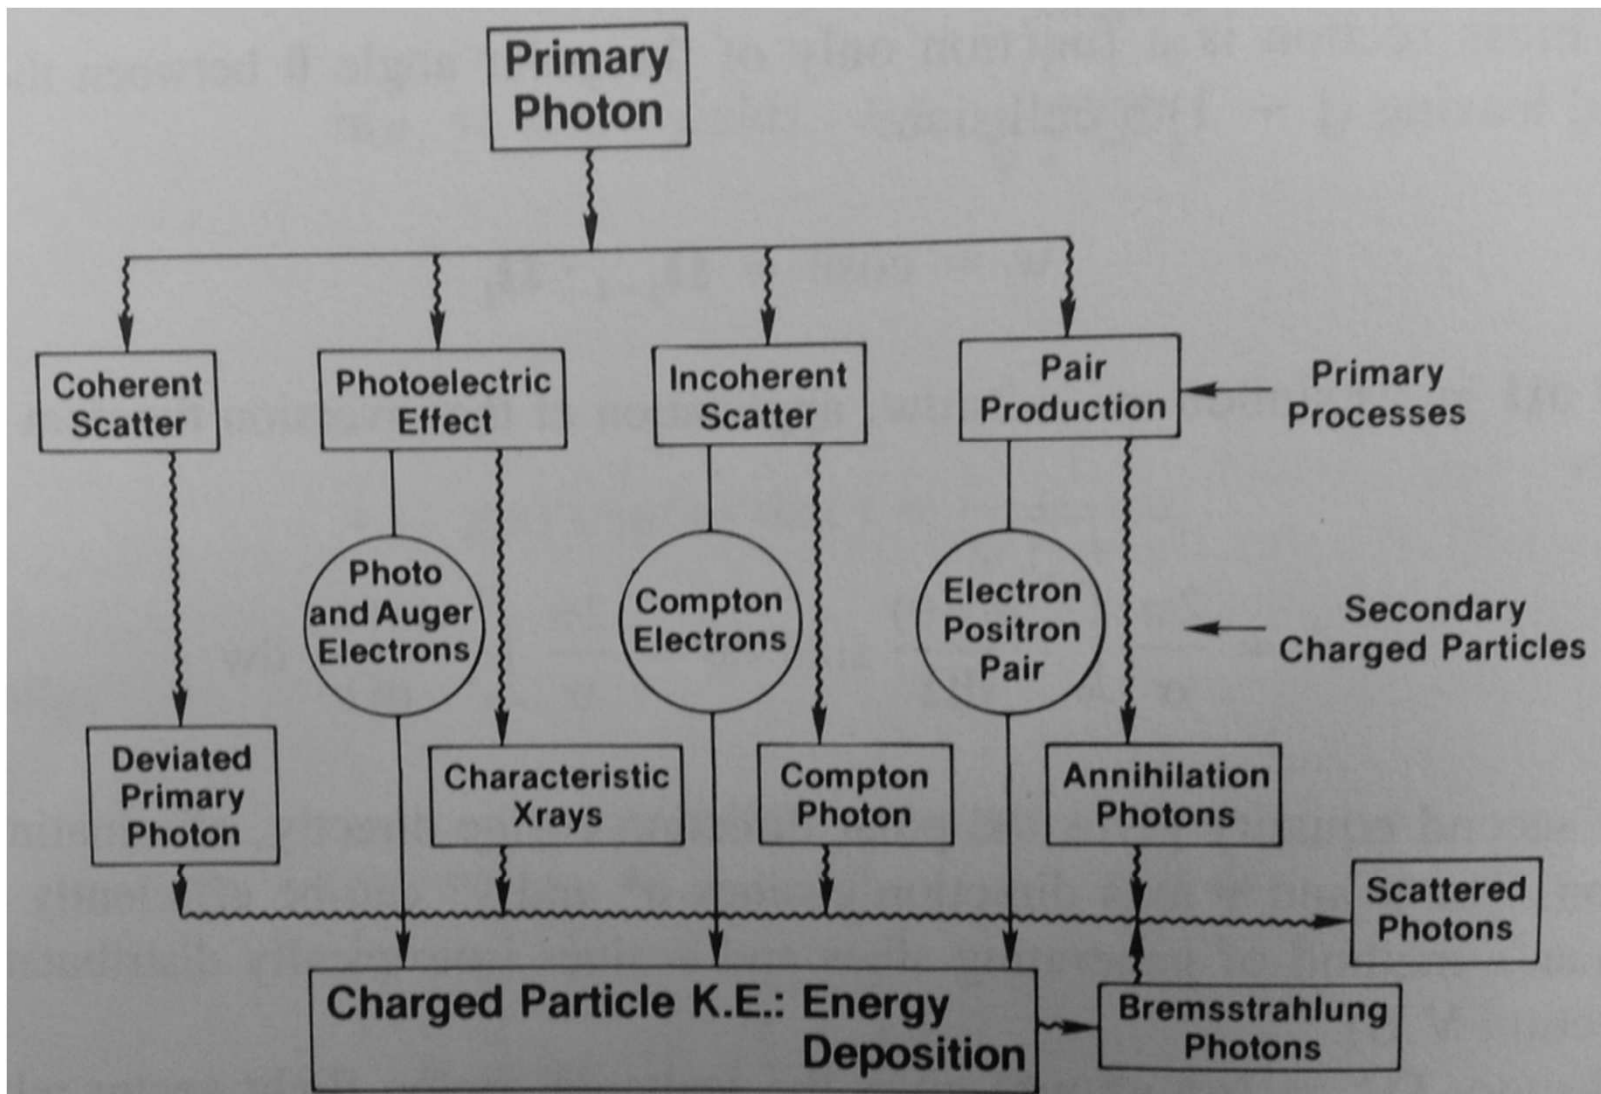 Primary
Photon
Coherent
Scatter
Photoelectric
Effect
Incoherent
Scatter
Pair
Production
Primary
Processes
Photo
and Auger
Electrons
Compton
Electrons
Electron
Positron
Pair
Secondary
Charged Particles
Deviated
Primary
Photon
Characteristic
Xrays
Compton
Photon
Annihilation
Photons
Scattered
Photons
Charged Particle K.E.: Energy
Deposition
Bremsstrahlung
Photons